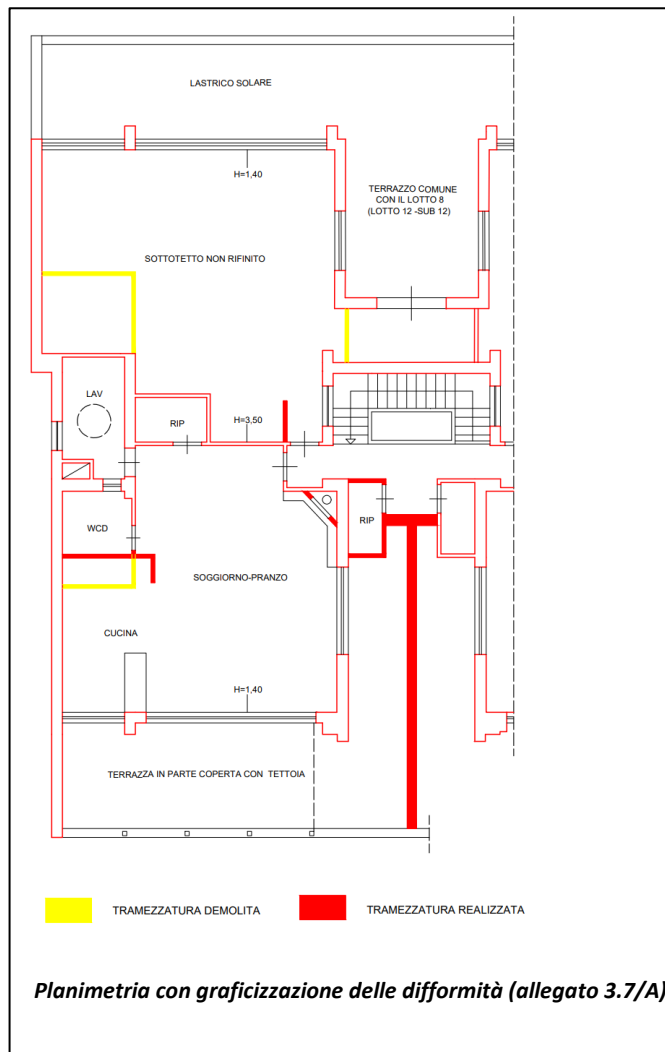 LASTRICO SOLARE
H=1,40
TERRAZZO COMUNE
CON IL LOTTO 8
(LOTTO 12 -SUB 12)
SOTTOTETTO NON RIFINITO
LAV
RIP
H=3,50
WCD
RIP
SOGGIORNO-PRANZO
CUCINA
H=1,40
TERRAZZA IN PARTE COPERTA CON TETTOIA
TRAMEZZATURA DEMOLITA
TRAMEZZATURA REALIZZATA
Planimetria con graficizzazione delle difformità (allegato 3.7/A)